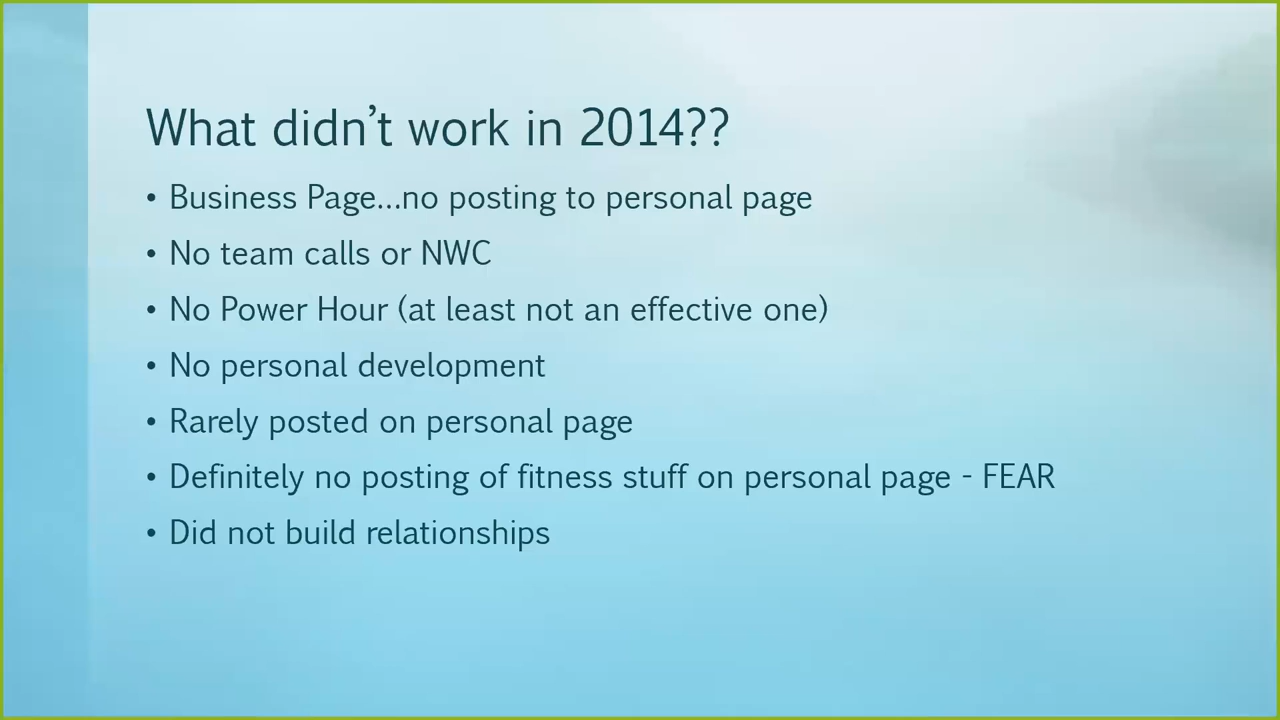 What didn’t work in 2014??
• Business Page...no posting to personal page
• No team calls or NWC
• No Power Hour (at least not an effective one)
• No personal development
• Rarely posted on personal page
• Definitely no posting of fitness stuff on personal page - FEAR
• Did not build relationships